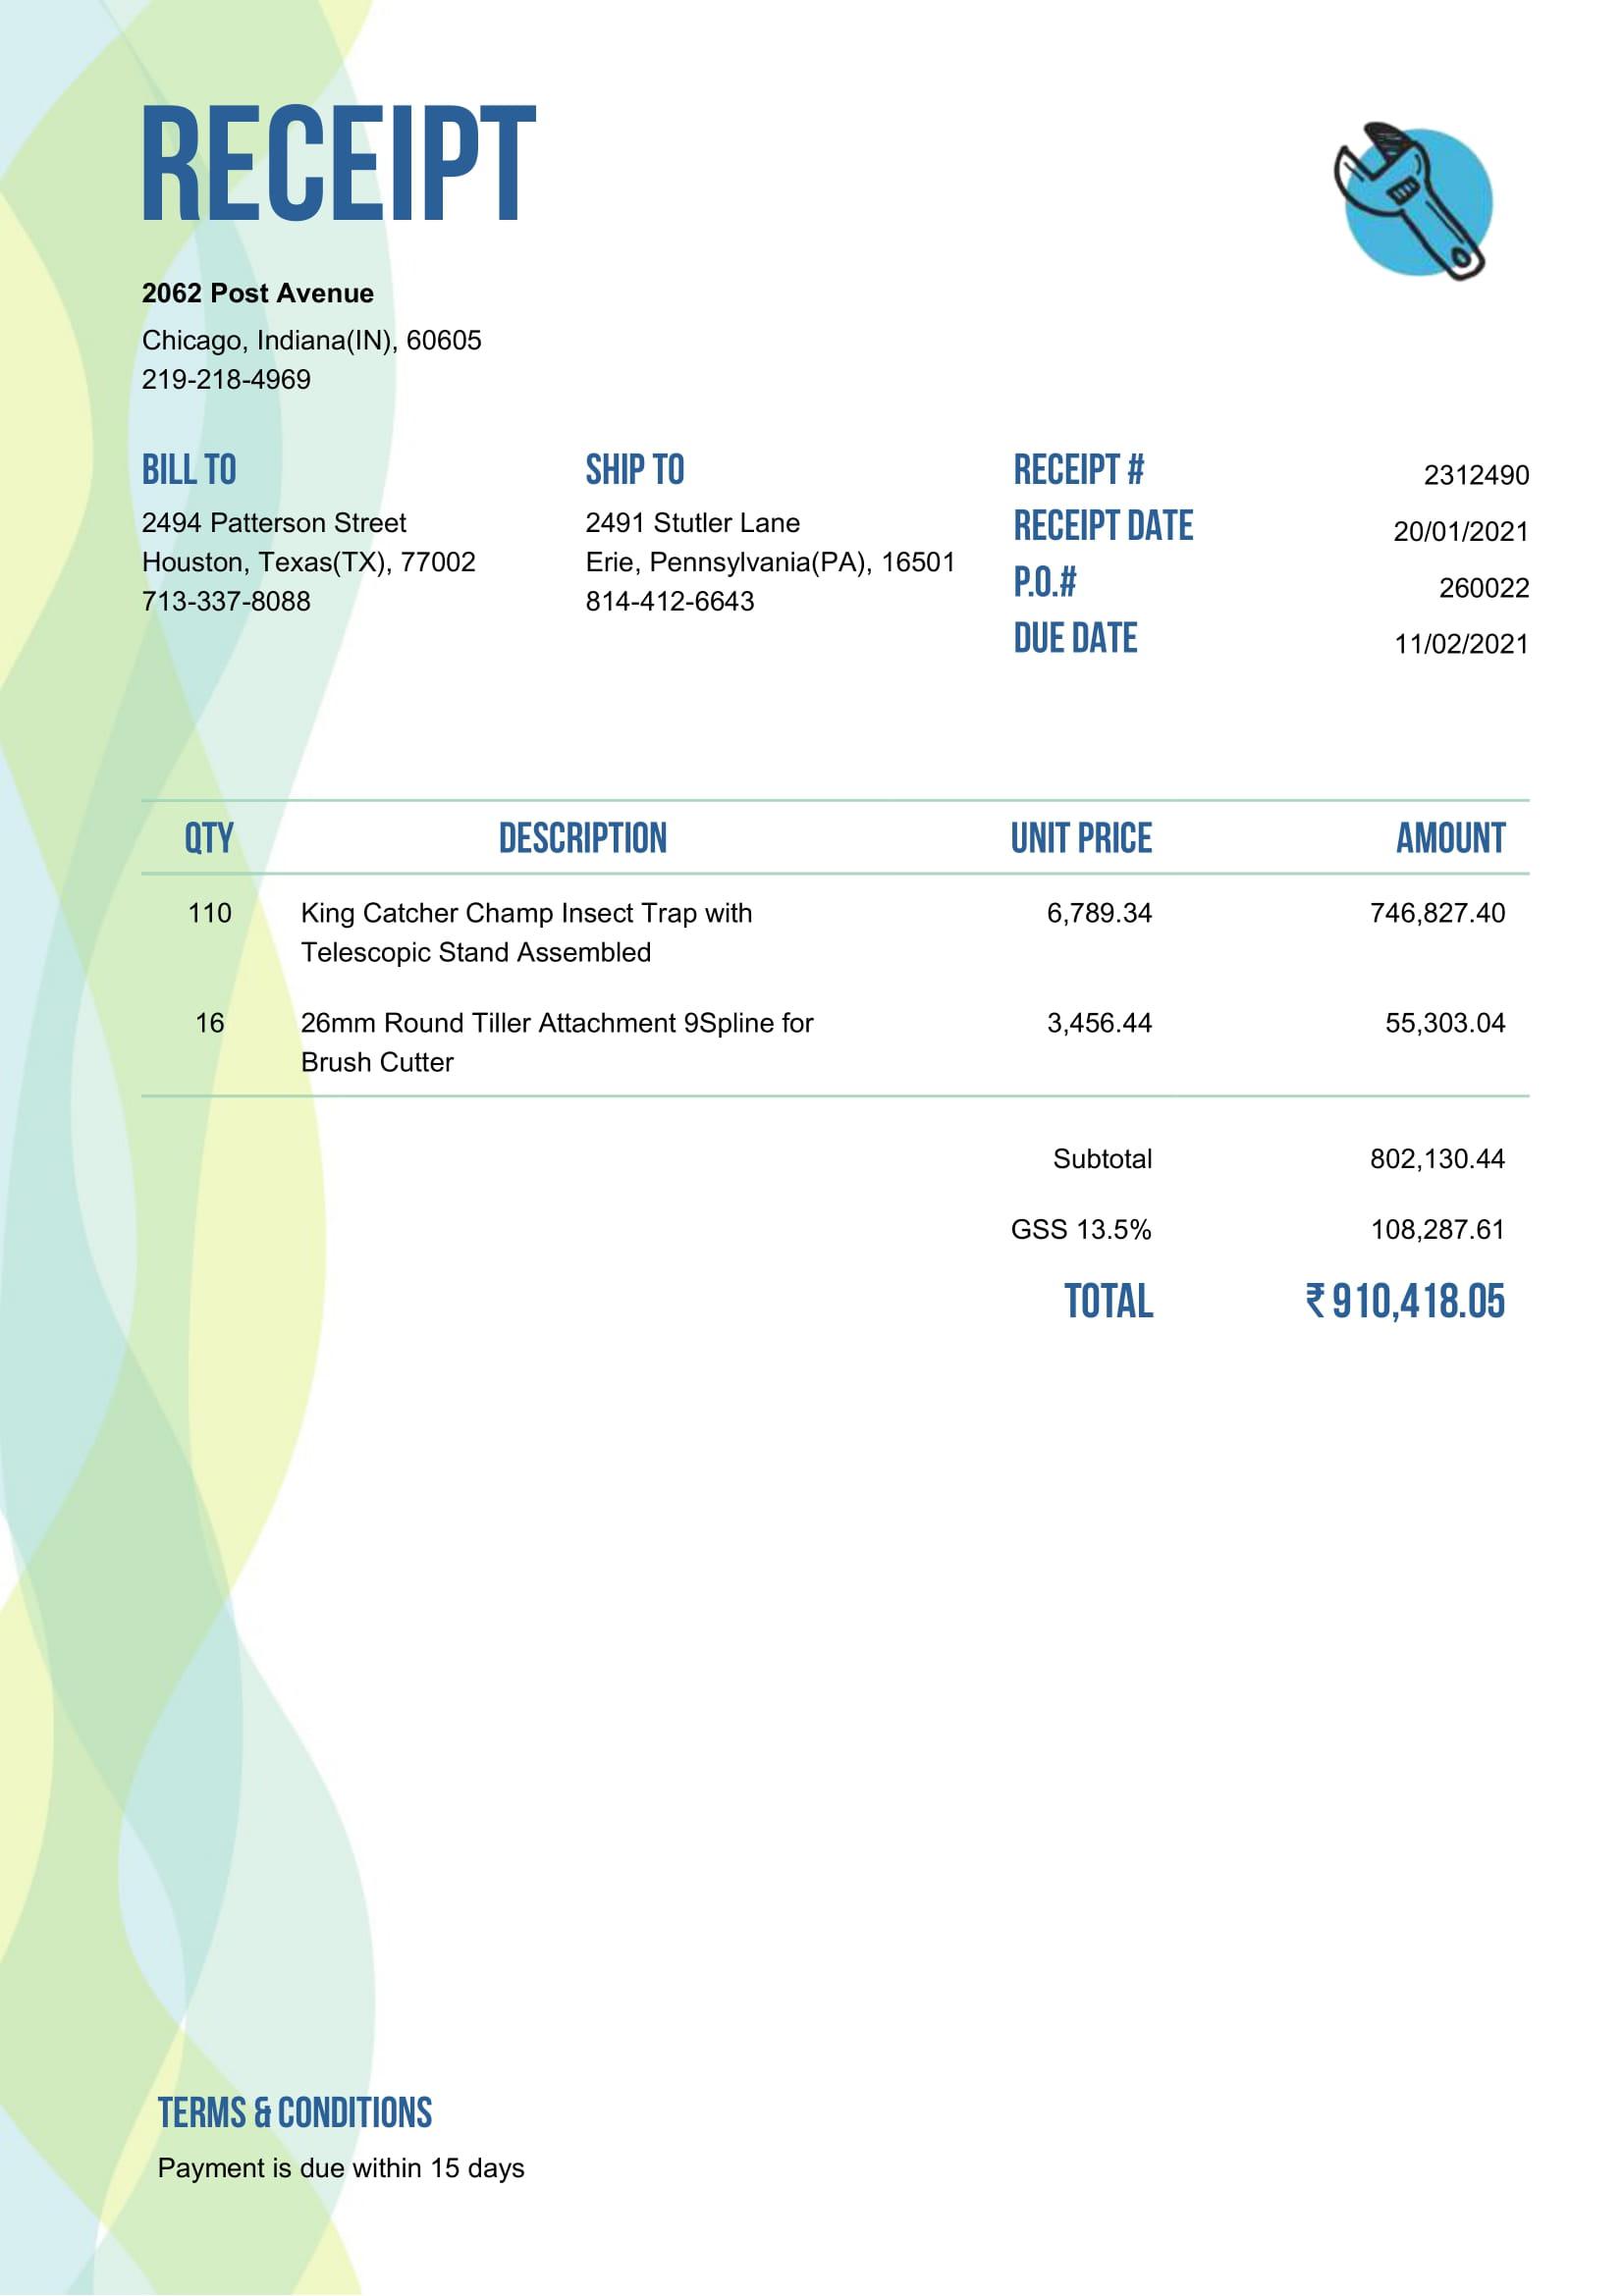 RECEIPT
2062 Post Avenue
Chicago, Indiana(IN), 60605
219-218-4969
BILL TO
2494 Patterson Street
Houston, Texas(TX), 77002
713-337-8088
SHIP TO
2491 Stutler Lane
Erie, Pennsylvania(PA), 16501
814-412-6643
RECEIPT # 2312490
RECEIPT DATE 20/01/2021
P.O.# 260022
DUE DATE 11/02/2021
QTY DESCRIPTION UNIT PRICE AMOUNT
110 King Catcher Champ Insect Trap with 6,789.34 746,827.40
Telescopic Stand Assembled
16 26mm Round Tiller Attachment 9Spline for 3,456.44 55,303.04
Brush Cutter
Subtotal 802,130.44
GSS 13.5% 108,287.61
TOTAL ₹ 910,418.05
TERMS & CONDITIONS
Payment is due within 15 days